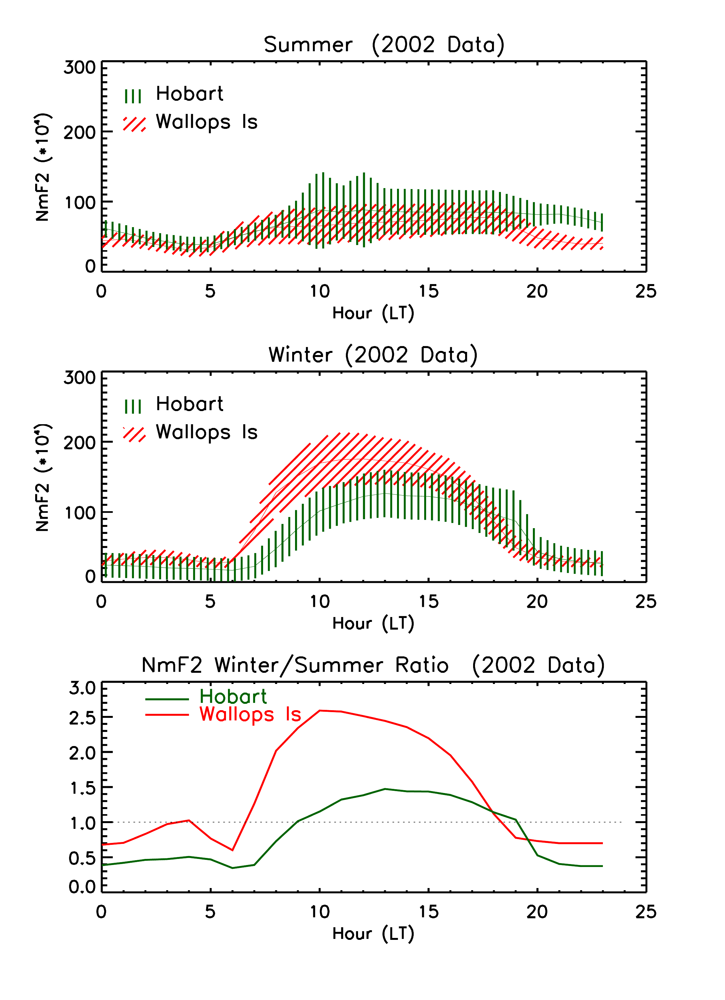 Summer (2002 Data)
300
200
100
0
NmF2 (*10⁴)
Hobart
Wallops Is
0 5 10 15 20 25
Hour (LT)
Winter (2002 Data)
300
200
100
0
NmF2 (*10⁴)
Hobart
Wallops Is
0 5 10 15 20 25
Hour (LT)
NmF2 Winter/Summer Ratio (2002 Data)
3.0
2.5
2.0
1.5
1.0
0.5
0.0
Hobart
Wallops Is
0 5 10 15 20 25
Hour (LT)